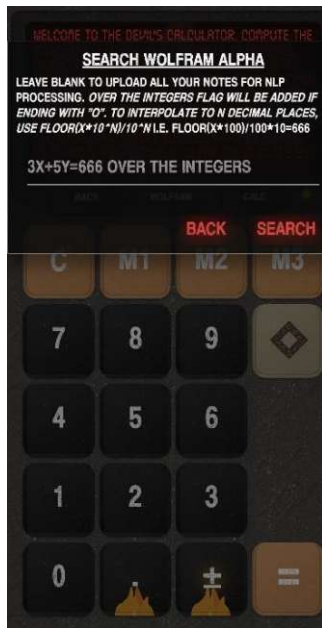 WELCOME TO THE DEVIL'S CALCULATOR. COMPUTE THE
SEARCH WOLFRAM ALPHA
LEAVE BLANK TO UPLOAD ALL YOUR NOTES FOR NLP
PROCESSING. OVER THE INTEGERS FLAG WILL BE ADDED IF
ENDING WITH "O". TO INTERPOLATE TO N DECIMAL PLACES,
USE FLOOR(X*10^N)/10^N I.E. FLOOR(X*100)/100*10=666
3X+5Y=666 OVER THE INTEGERS
BACK WOLFRAM CALC
BACK SEARCH
C M1 M2 M3
7 8 9
4 5 6
1 2 3
0 . ± =